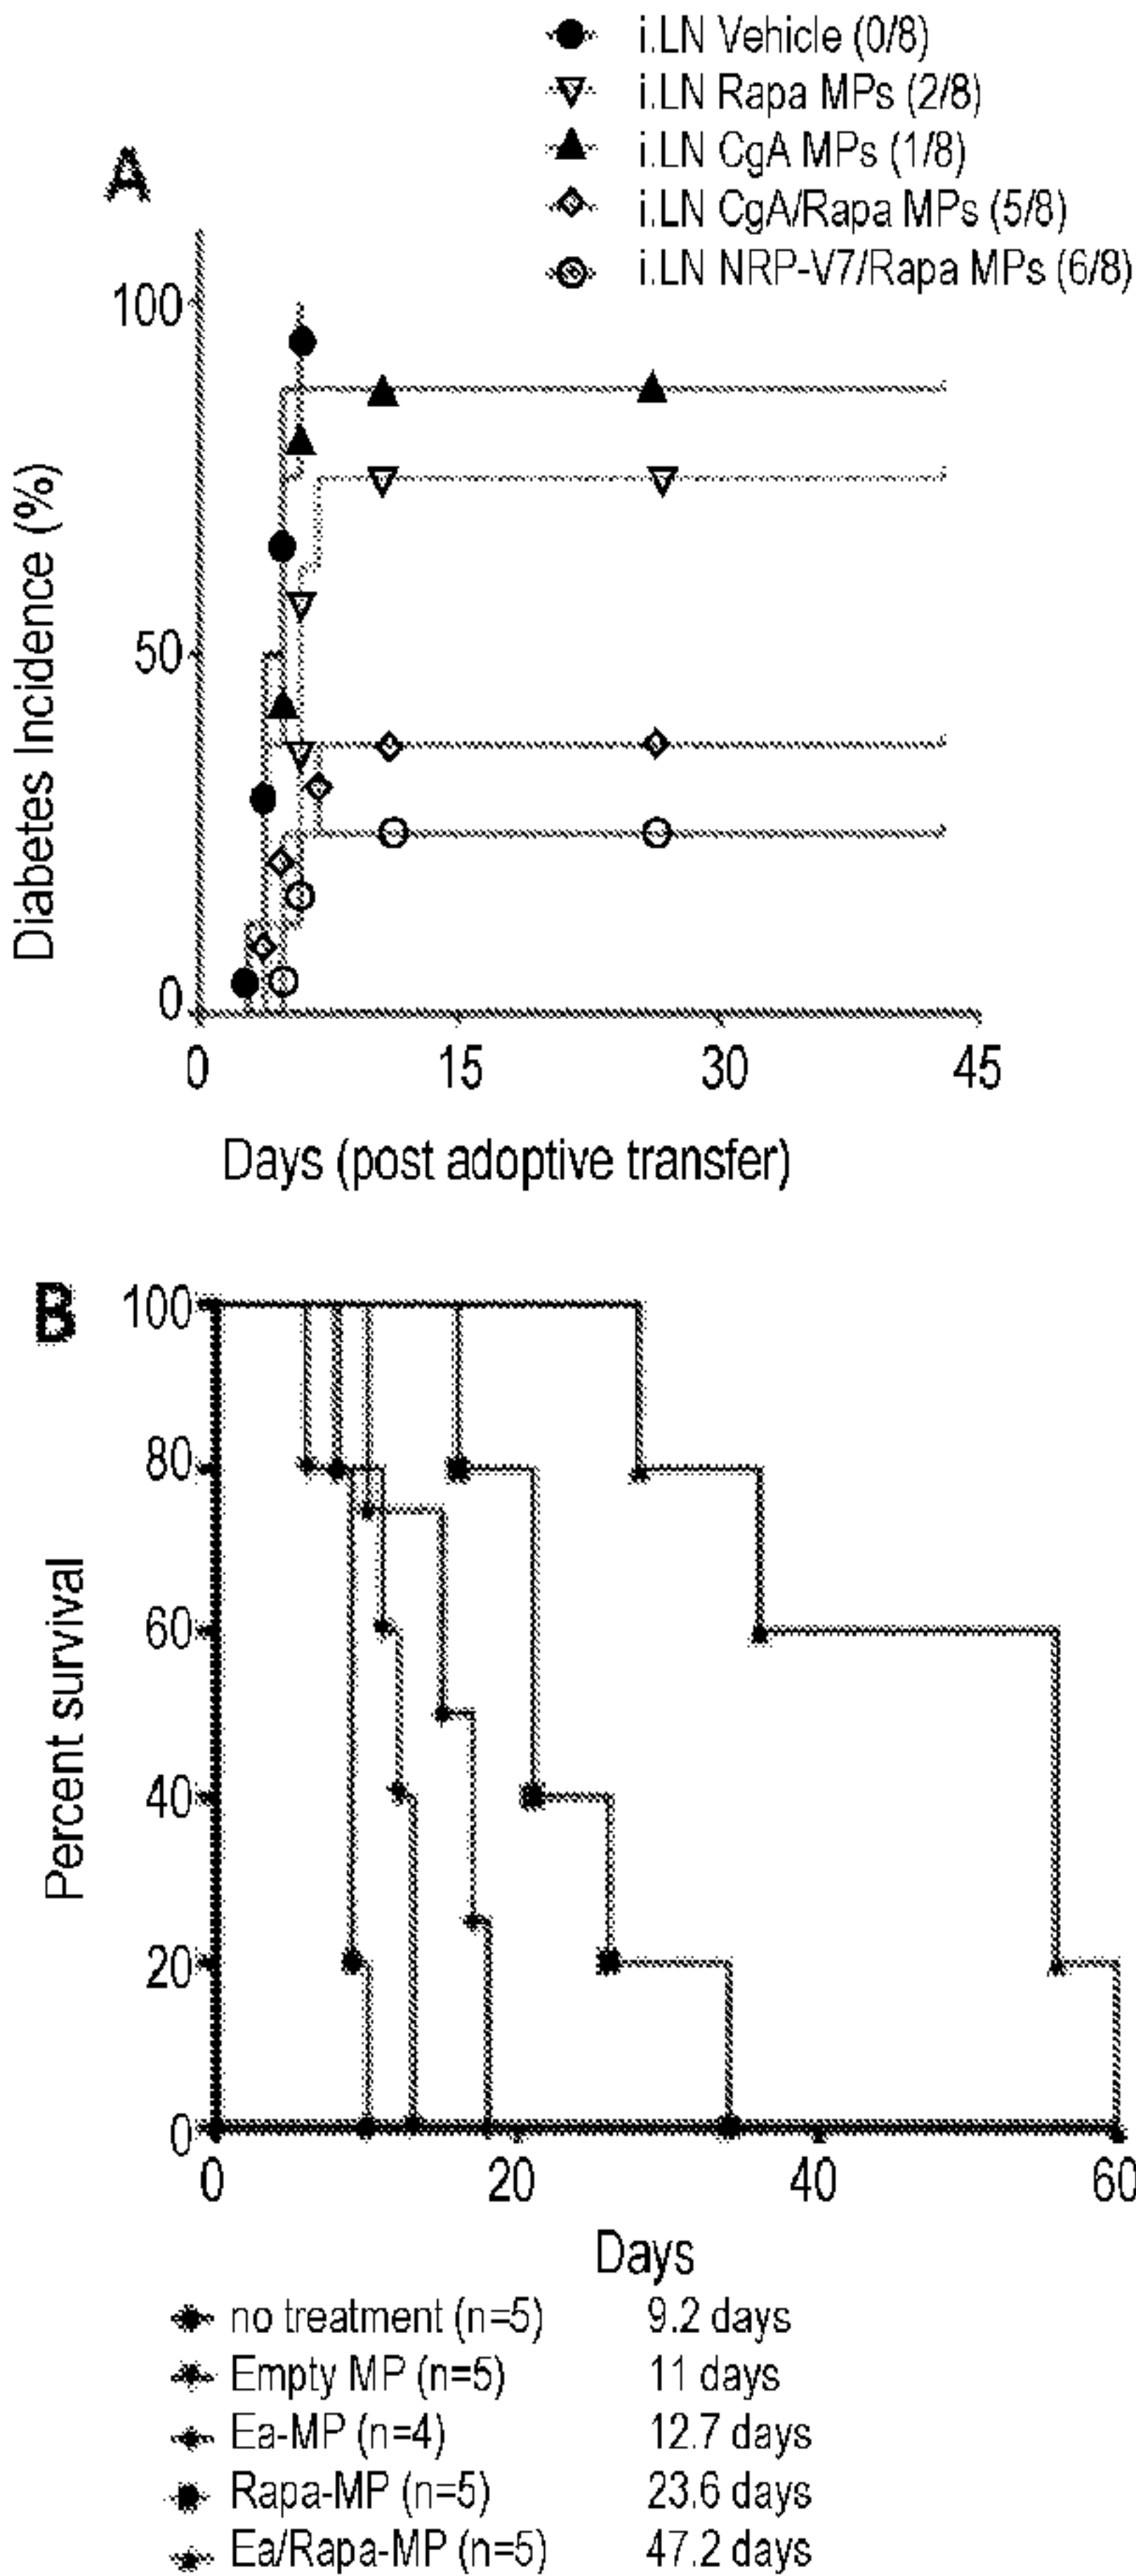 i.LN Vehicle (0/8)
i.LN Rapa MPs (2/8)
i.LN CgA MPs (1/8)
i.LN CgA/Rapa MPs (5/8)
i.LN NRP-V7/Rapa MPs (6/8)
A
Diabetes Incidence (%)
100
50
0
0 15 30 45
Days (post adoptive transfer)
B
Percent survival
100
80
60
40
20
0
0 20 40 60
Days
no treatment (n=5) 9.2 days
Empty MP (n=5) 11 days
Ea-MP (n=4) 12.7 days
Rapa-MP (n=5) 23.6 days
Ea/Rapa-MP (n=5) 47.2 days